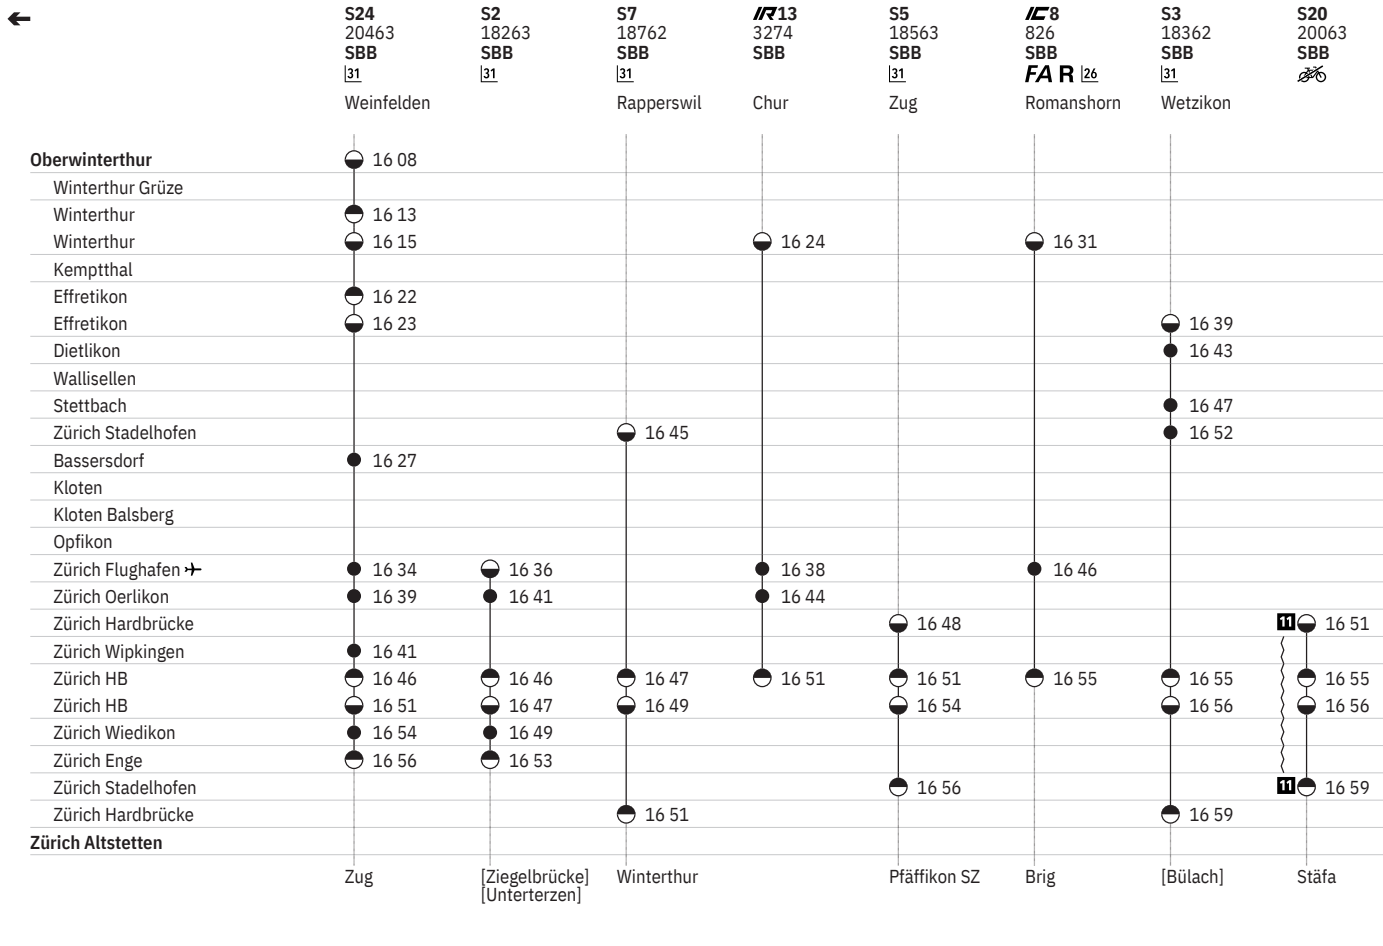 S24 S2 S7 IR13 S5 IC8 S3 S20
20463 18263 18762 3274 18563 826 18362 20063
SBB SBB SBB SBB SBB SBB SBB SBB
31 31 31 31 FA R 26 31
Weinfelden Rapperswil Chur Zug Romanshorn Wetzikon
Oberwinterthur 16 08
Winterthur Grüze
Winterthur 16 13
Winterthur 16 15 16 24 16 31
Kemptthal
Effretikon 16 22
Effretikon 16 23 16 39
Dietlikon 16 43
Wallisellen
Stettbach 16 47
Zürich Stadelhofen 16 45 16 52
Bassersdorf 16 27
Kloten
Kloten Balsberg
Opfikon
Zürich Flughafen 16 34 16 36 16 38 16 46
Zürich Oerlikon 16 39 16 41 16 44
Zürich Hardbrücke 16 48 11 16 51
Zürich Wipkingen 16 41
Zürich HB 16 46 16 46 16 47 16 51 16 51 16 55 16 55 16 55
Zürich HB 16 51 16 47 16 49 16 54 16 56 16 56
Zürich Wiedikon 16 54 16 49
Zürich Enge 16 56 16 53
Zürich Stadelhofen 16 56 11 16 59
Zürich Hardbrücke 16 51 16 59
Zürich Altstetten
Zug [Ziegelbrücke] Winterthur Pfäffikon SZ Brig [Bülach] Stäfa
[Unterterzen]